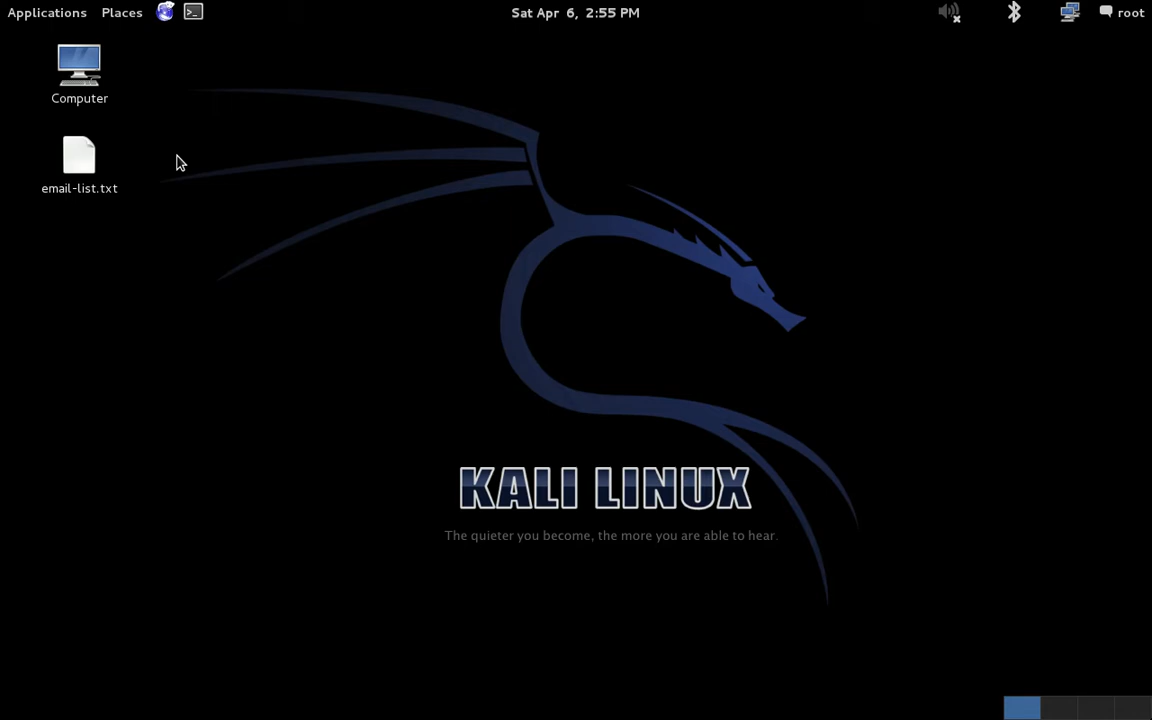 Applications Places Sat Apr 6, 2:55 PM root
Computer
email-list.txt
KALI LINUX
The quieter you become, the more you are able to hear.